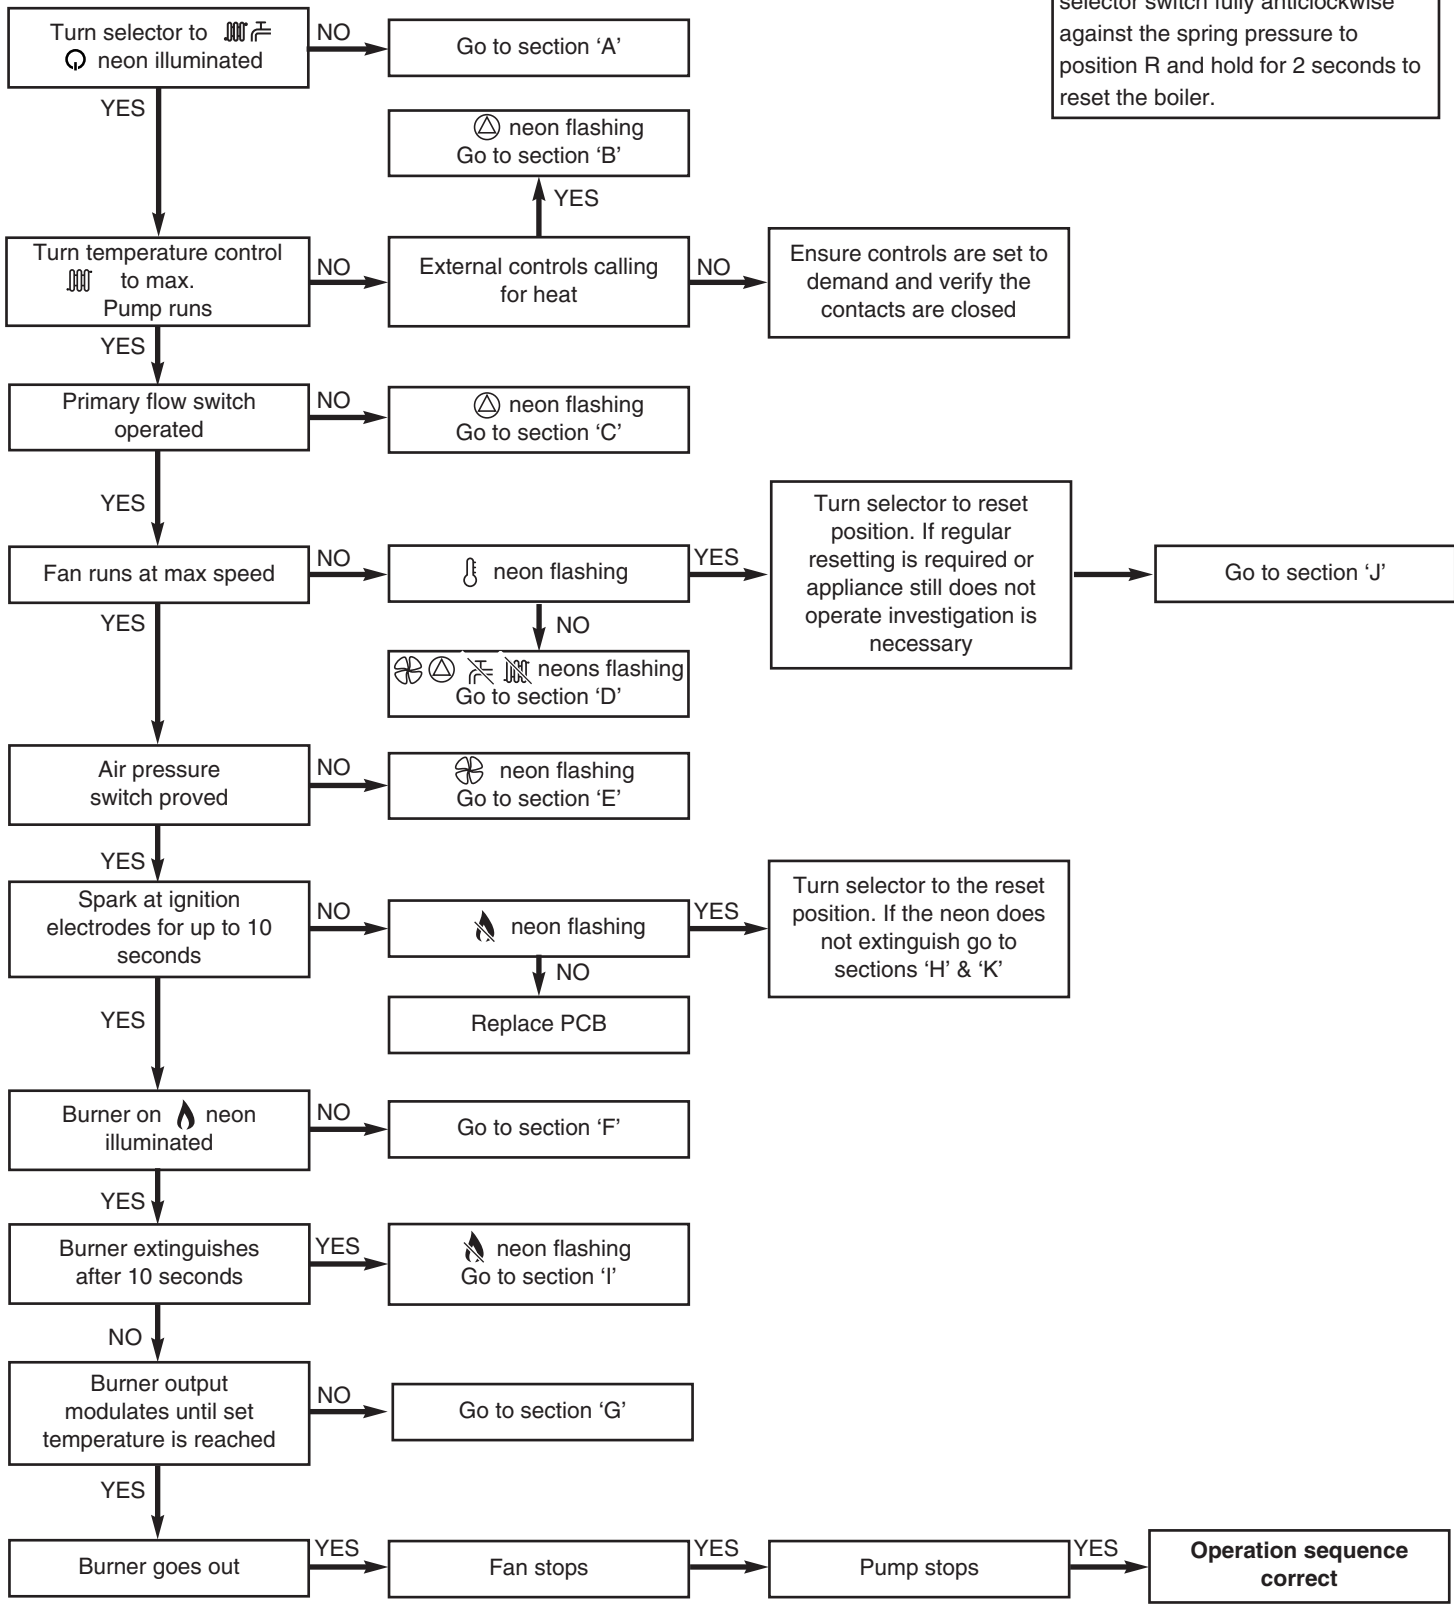 selector switch fully anticlockwise
against the spring pressure to
position R and hold for 2 seconds to
reset the boiler.
Turn selector to
neon illuminated
NO
Go to section ‘A’
YES
neon flashing
Go to section ‘B’
YES
Turn temperature control
to max.
Pump runs
NO
External controls calling
for heat
NO
Ensure controls are set to
demand and verify the
contacts are closed
YES
Primary flow switch
operated
NO
neon flashing
Go to section ‘C’
YES
Fan runs at max speed
NO
neon flashing
YES
Turn selector to reset
position. If regular
resetting is required or
appliance still does not
operate investigation is
necessary
Go to section ‘J’
NO
neons flashing
Go to section ‘D’
YES
Air pressure
switch proved
NO
neon flashing
Go to section ‘E’
YES
Spark at ignition
electrodes for up to 10
seconds
NO
neon flashing
YES
Turn selector to the reset
position. If the neon does
not extinguish go to
sections ‘H’ & ‘K’
NO
Replace PCB
YES
Burner on neon
illuminated
NO
Go to section ‘F’
YES
Burner extinguishes
after 10 seconds
YES
neon flashing
Go to section ‘I’
NO
Burner output
modulates until set
temperature is reached
NO
Go to section ‘G’
YES
Burner goes out
YES
Fan stops
YES
Pump stops
YES
Operation sequence
correct